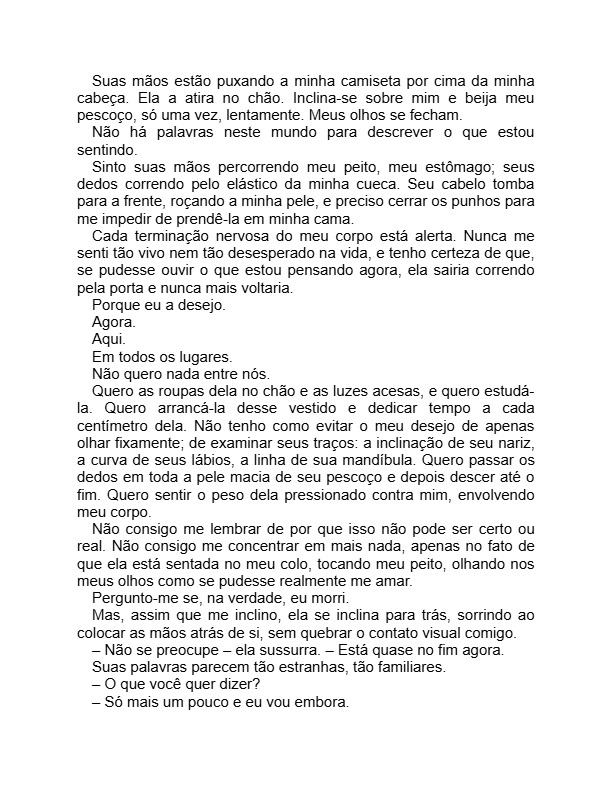 Suas mãos estão puxando a minha camiseta por cima da minha
cabeça. Ela a atira no chão. Inclina-se sobre mim e beija meu
pescoço, só uma vez, lentamente. Meus olhos se fecham.
Não há palavras neste mundo para descrever o que estou
sentindo.
Sinto suas mãos percorrendo meu peito, meu estômago; seus
dedos correndo pelo elástico da minha cueca. Seu cabelo tomba
para a frente, roçando a minha pele, e preciso cerrar os punhos para
me impedir de prendê-la em minha cama.
Cada terminação nervosa do meu corpo está alerta. Nunca me
senti tão vivo nem tão desesperado na vida, e tenho certeza de que,
se pudesse ouvir o que estou pensando agora, ela sairia correndo
pela porta e nunca mais voltaria.
Porque eu a desejo.
Agora.
Aqui.
Em todos os lugares.
Não quero nada entre nós.
Quero as roupas dela no chão e as luzes acesas, e quero estudá-
la. Quero arrancá-la desse vestido e dedicar tempo a cada
centímetro dela. Não tenho como evitar o meu desejo de apenas
olhar fixamente; de examinar seus traços: a inclinação de seu nariz,
a curva de seus lábios, a linha de sua mandíbula. Quero passar os
dedos em toda a pele macia de seu pescoço e depois descer até o
fim. Quero sentir o peso dela pressionado contra mim, envolvendo
meu corpo.
Não consigo me lembrar de por que isso não pode ser certo ou
real. Não consigo me concentrar em mais nada, apenas no fato de
que ela está sentada no meu colo, tocando meu peito, olhando nos
meus olhos como se pudesse realmente me amar.
Pergunto-me se, na verdade, eu morri.
Mas, assim que me inclino, ela se inclina para trás, sorrindo ao
colocar as mãos atrás de si, sem quebrar o contato visual comigo.
– Não se preocupe – ela sussurra. – Está quase no fim agora.
Suas palavras parecem tão estranhas, tão familiares.
– O que você quer dizer?
– Só mais um pouco e eu vou embora.